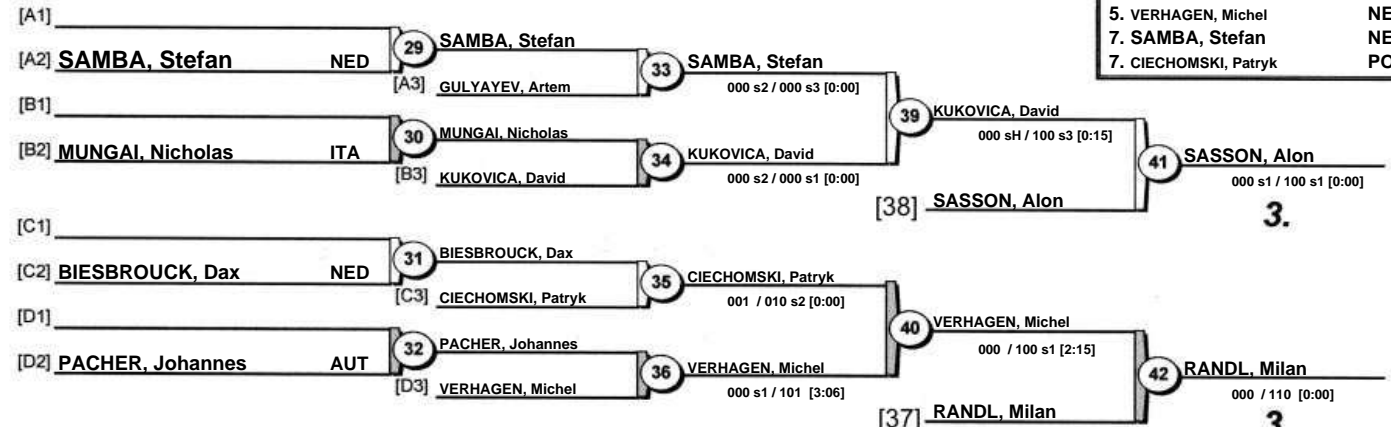 [A1]
[A2] SAMBA, Stefan NED
29
SAMBA, Stefan
[A3] GULYAYEV, Artem
33
SAMBA, Stefan
000 s2 / 000 s3 [0:00]
[B1]
[B2] MUNGAI, Nicholas ITA
30
MUNGAI, Nicholas
[B3] KUKOVICA, David
34
KUKOVICA, David
000 s2 / 000 s1 [0:00]
39
KUKOVICA, David
000 sH / 100 s3 [0:15]
[38] SASSON, Alon
41
SASSON, Alon
000 s1 / 100 s1 [0:00]
3.
[C1]
[C2] BIESBROUCK, Dax NED
31
BIESBROUCK, Dax
[C3] CIECHOMSKI, Patryk
35
CIECHOMSKI, Patryk
001 / 010 s2 [0:00]
[D1]
[D2] PACHER, Johannes AUT
32
PACHER, Johannes
[D3] VERHAGEN, Michel
36
VERHAGEN, Michel
000 s1 / 101 [3:06]
40
VERHAGEN, Michel
000 / 100 s1 [2:15]
[37] RANDL, Milan
42
RANDL, Milan
000 / 110 [0:00]
3
5. VERHAGEN, Michel NE
7. SAMBA, Stefan NE
7. CIECHOMSKI, Patryk PO